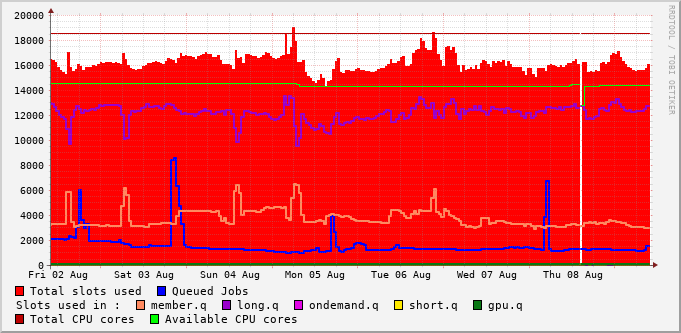 20000
18000
16000
14000
12000
10000
8000
6000
4000
2000
0
Fri 02 Aug Sat 03 Aug Sun 04 Aug Mon 05 Aug Tue 06 Aug Wed 07 Aug Thu 08 Aug
Total slots used Queued Jobs
Slots used in : member.q long.q ondemand.q short.q gpu.q
Total CPU cores Available CPU cores
RRDTOOL / TOBI OETIKER